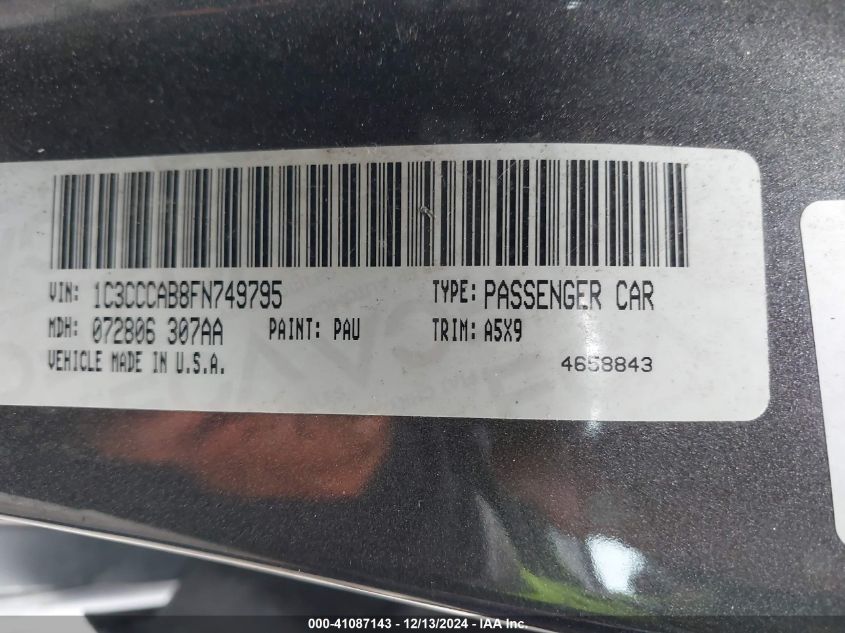 VIN: 1C3CCCAB8FN749795 TYPE: PASSENGER CAR
MDH: 072806 307AA PAINT: PAU TRIM: A5X9
VEHICLE MADE IN U.S.A. 4658843
000-41087143 - 12/13/2024 - IAA Inc.